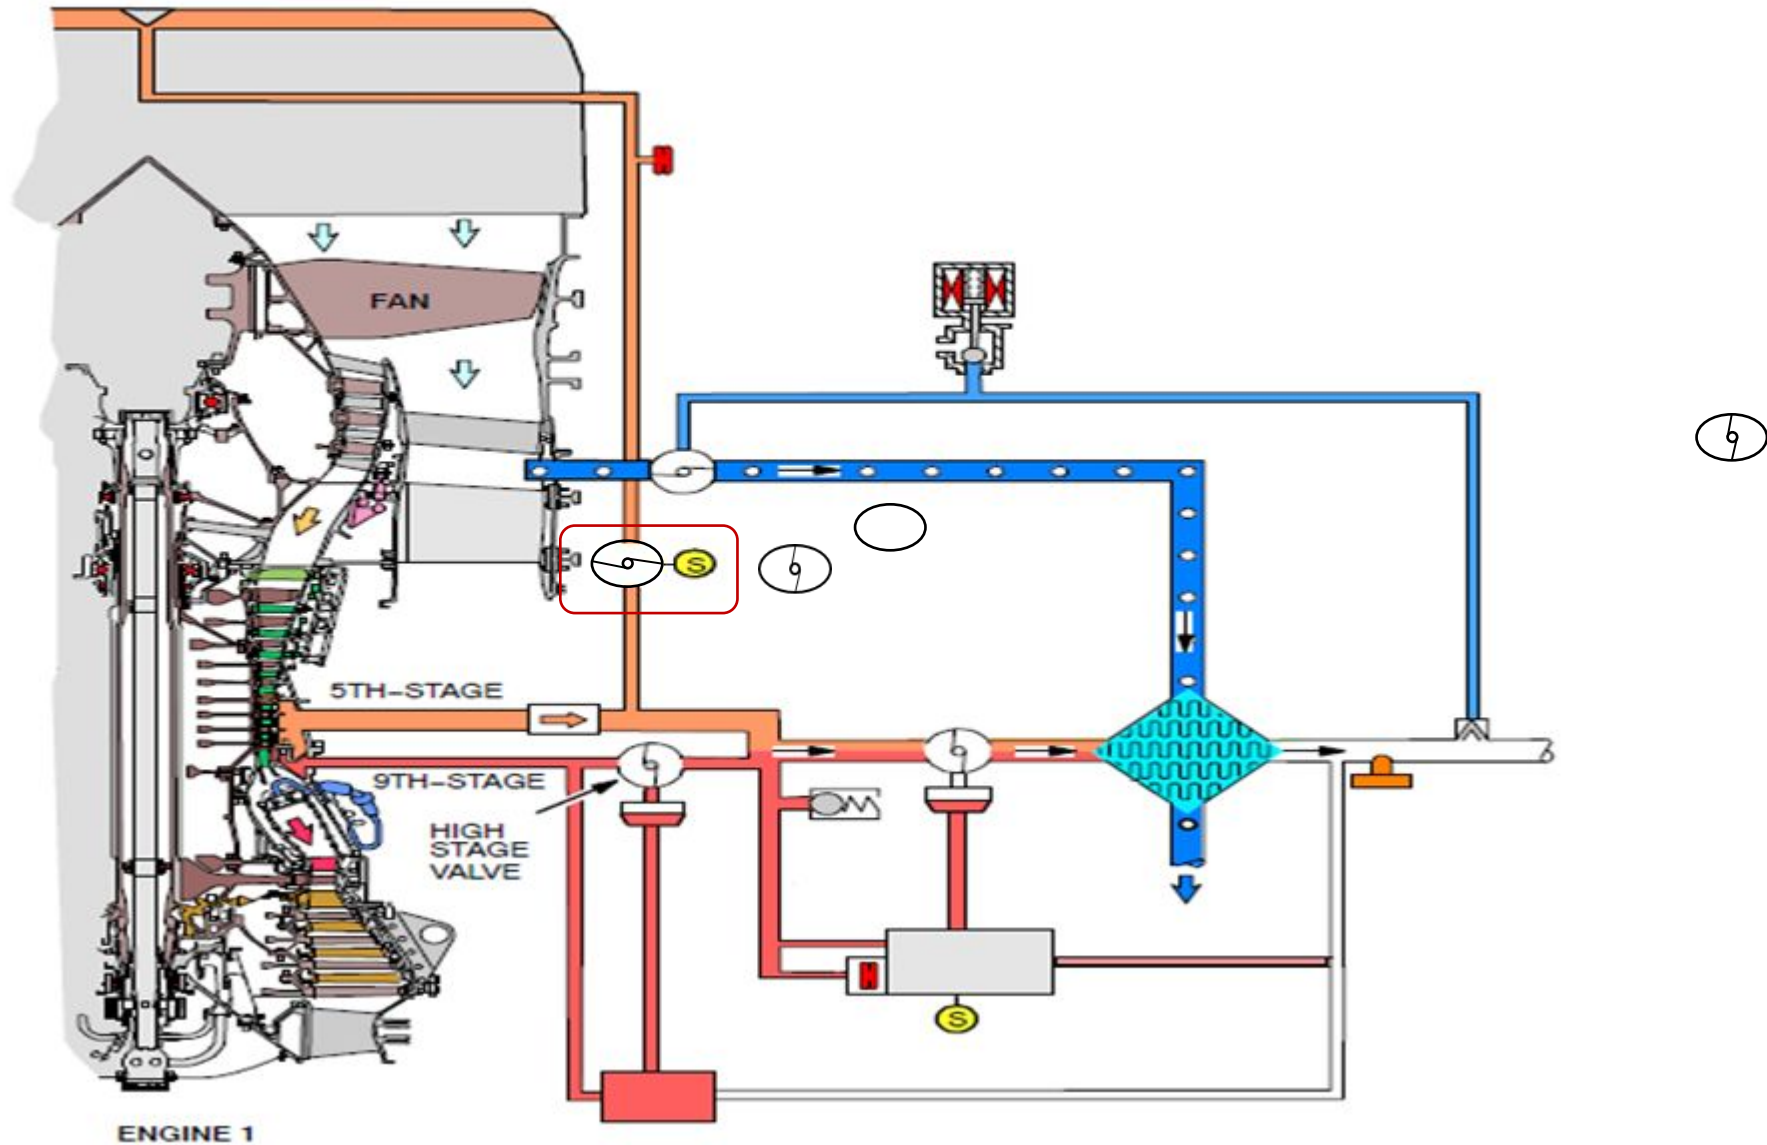 FAN
S
5TH-STAGE
9TH-STAGE
HIGH
STAGE
VALVE
S
ENGINE 1